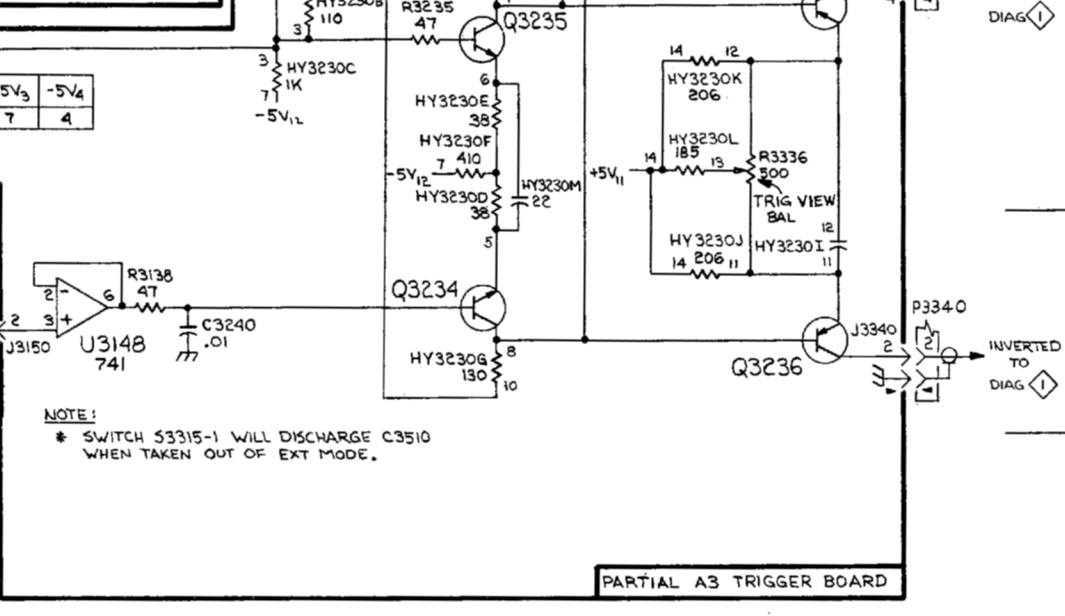 HY3230B
110
3
R3235
47
Q3235
4
DIAG 1
3
HY3230C
1K
7
-5V12
5V3 -5V4
7 4
6
HY3230E
38
HY3230F
7 410
-5V12
HY3230D
38
HY3230M
22
5
14 12
HY3230K
206
HY3230L
14 185 13
+5V11
R3336
500
TRIG VIEW
BAL
HY3230J
206
14 11
HY3230I
12
11
R3138
47
2 -
6
3 +
2
J3150
U3148
741
C3240
.01
Q3234
HY3230G
130
8
10
Q3236
J3340
2
P3340
2
INVERTED
TO
DIAG 1
NOTE:
* SWITCH S3315-1 WILL DISCHARGE C3510
WHEN TAKEN OUT OF EXT MODE.
PARTIAL A3 TRIGGER BOARD